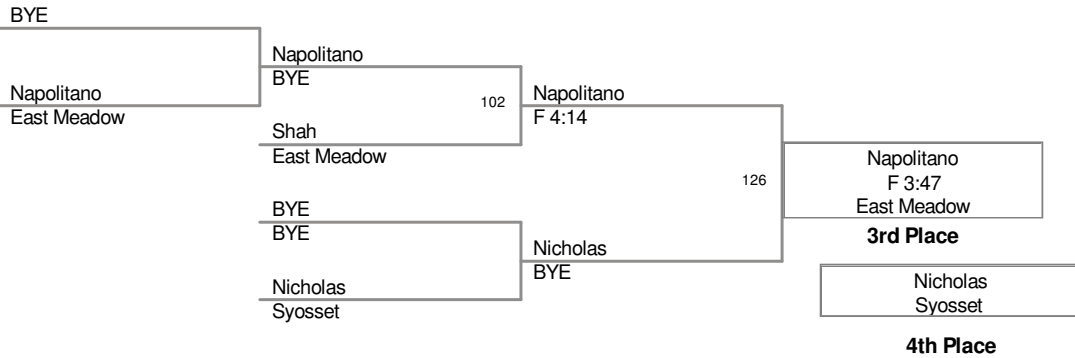 BYE
Napolitano
East Meadow
Napolitano
BYE
Shah
East Meadow
BYE
BYE
Nicholas
Syosset
102
Napolitano
F 4:14
Nicholas
BYE
126
Napolitano
F 3:47
East Meadow
3rd Place
Nicholas
Syosset
4th Place